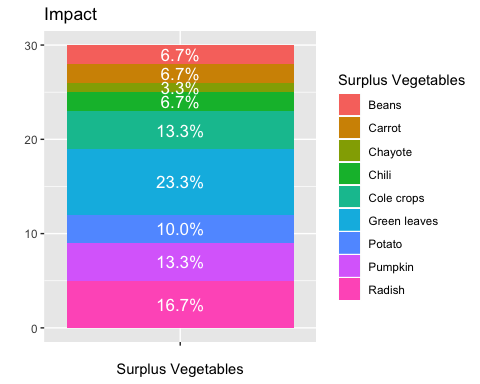 Impact
30
20
10
0
6.7%
6.7%
3.3%
6.7%
13.3%
23.3%
10.0%
13.3%
16.7%
Surplus Vegetables
Surplus Vegetables
Beans
Carrot
Chayote
Chili
Cole crops
Green leaves
Potato
Pumpkin
Radish